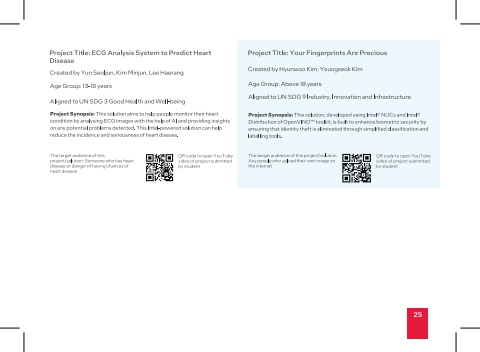 Project Title: ECG Analysis System to Predict Heart
Disease
Created by Yun Seoljun, Kim Minjun, Lee Haerang
Age Group: 13-18 years
Aligned to UN SDG 3 Good Health and Well-being
Project Synopsis: This solution aims to help people monitor their heart
condition by analysing ECG images with the help of AI and providing insights
on any potential problems detected. This Intel-powered solution can help
reduce the incidence and seriousness of heart disease.
The target audience of this
project/solution: Someone who has heart
disease or danger of having chances of
heart disease
QR code to open YouTube
video of project submitted
by student
Project Title: Your Fingerprints Are Precious
Created by Hyunwoo Kim, Youngseok Kim
Age Group: Above 18 years
Aligned to UN SDG 9 Industry, Innovation and Infrastructure
Project Synopsis: This solution, developed using Intel® NUCs and Intel®
Distribution of OpenVINO™ toolkit, is built to enhance biometric security by
ensuring that identity theft is eliminated through simplified classification and
labelling tools.
The target audience of this project/solution:
Any people who upload their own image on
the internet
QR code to open YouTube
video of project submitted
by student
25